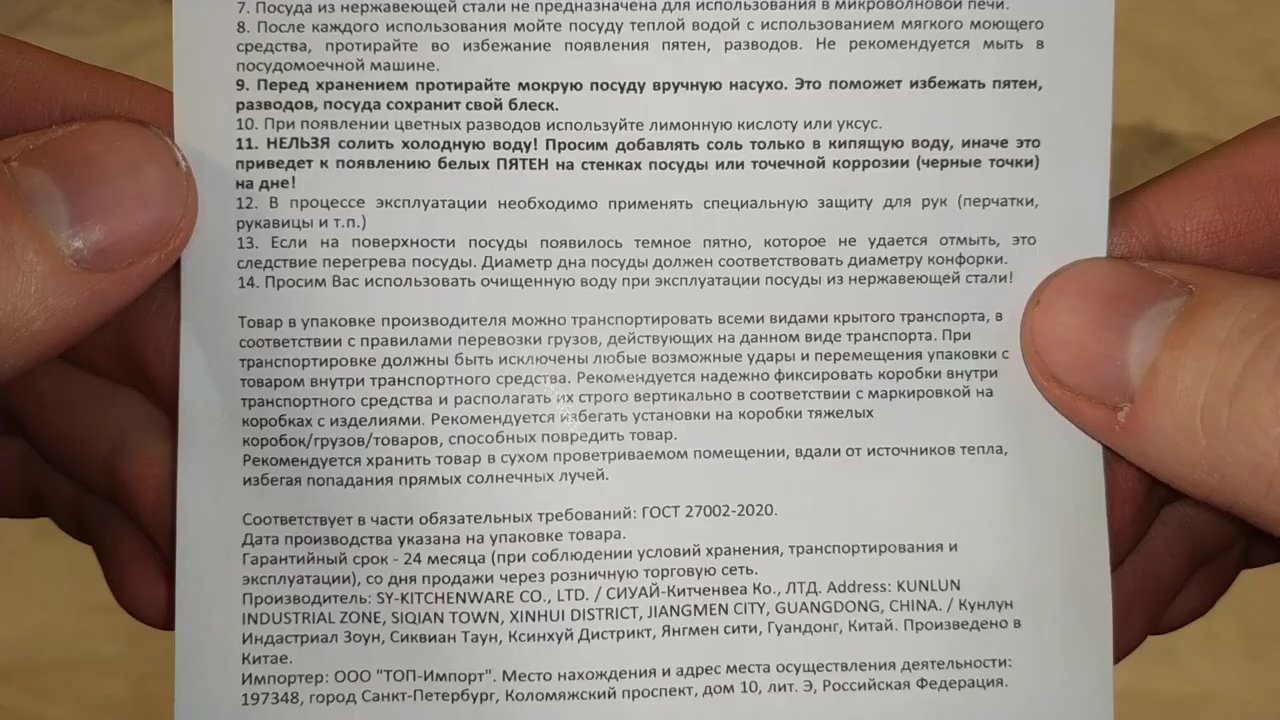 7. Посуда из нержавеющей стали не предназначена для использования в микроволновой печи.
8. После каждого использования мойте посуду теплой водой с использованием мягкого моющего
средства, протирайте во избежание появления пятен, разводов. Не рекомендуется мыть в
посудомоечной машине.
9. Перед хранением протирайте мокрую посуду вручную насухо. Это поможет избежать пятен,
разводов, посуда сохранит свой блеск.
10. При появлении цветных разводов используйте лимонную кислоту или уксус.
11. НЕЛЬЗЯ солить холодную воду! Просим добавлять соль только в кипящую воду, иначе это
приведет к появлению белых ПЯТЕН на стенках посуды или точечной коррозии (черные точки)
на дне!
12. В процессе эксплуатации необходимо применять специальную защиту для рук (перчатки,
рукавицы и т.п.)
13. Если на поверхности посуды появилось темное пятно, которое не удается отмыть, это
следствие перегрева посуды. Диаметр дна посуды должен соответствовать диаметру конфорки.
14. Просим Вас использовать очищенную воду при эксплуатации посуды из нержавеющей стали!
Товар в упаковке производителя можно транспортировать всеми видами крытого транспорта, в
соответствии с правилами перевозки грузов, действующих на данном виде транспорта. При
транспортировке должны быть исключены любые возможные удары и перемещения упаковки с
товаром внутри транспортного средства. Рекомендуется надежно фиксировать коробки внутри
транспортного средства и располагать их строго вертикально в соответствии с маркировкой на
коробках с изделиями. Рекомендуется избегать установки на коробки тяжелых
коробок/грузов/товаров, способных повредить товар.
Рекомендуется хранить товар в сухом проветриваемом помещении, вдали от источников тепла,
избегая попадания прямых солнечных лучей.
Соответствует в части обязательных требований: ГОСТ 27002-2020.
Дата производства указана на упаковке товара.
Гарантийный срок - 24 месяца (при соблюдении условий хранения, транспортирования и
эксплуатации), со дня продажи через розничную торговую сеть.
Производитель: SY-KITCHENWARE CO., LTD. / СИУАЙ-Китченвеа Ко., ЛТД. Address: KUNLUN
INDUSTRIAL ZONE, SIQIAN TOWN, XINHUI DISTRICT, JIANGMEN CITY, GUANGDONG, CHINA. / Кунлун
Индастриал Зоун, Сиквиан Таун, Ксинхуй Дистрикт, Янгмен сити, Гуандонг, Китай. Произведено в
Китае.
Импортер: ООО "ТОП-Импорт". Место нахождения и адрес места осуществления деятельности:
197348, город Санкт-Петербург, Коломяжский проспект, дом 10, лит. Э, Российская Федерация.